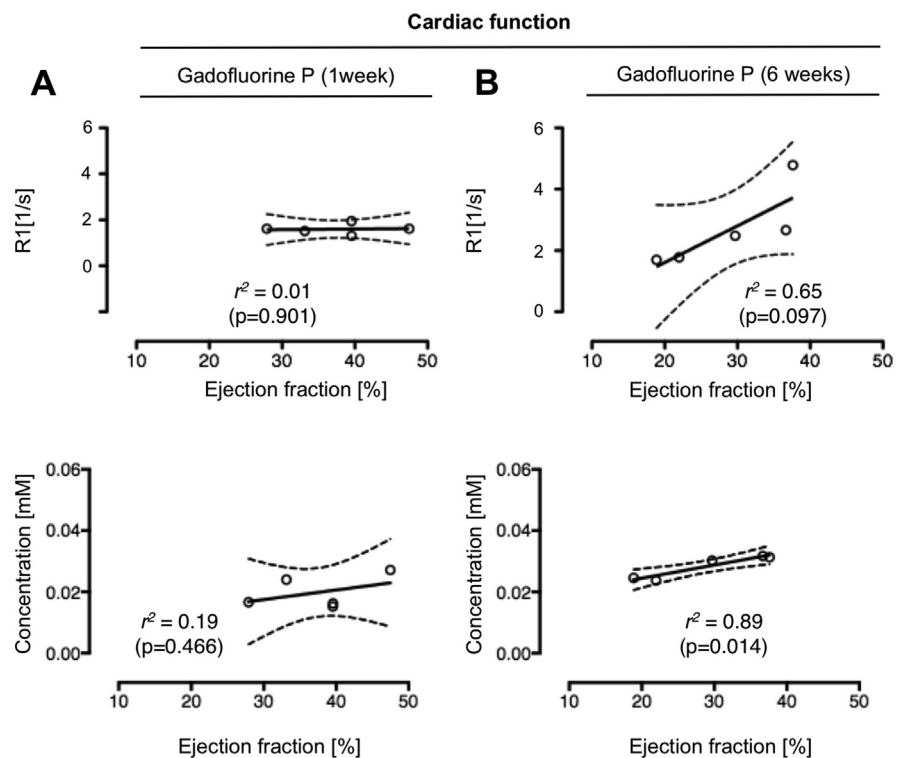 Cardiac function
A
Gadofluorine P (1week)
B
Gadofluorine P (6 weeks)
R1[1/s]
6
4
2
0
r² = 0.01
(p=0.901)
10 20 30 40 50
Ejection fraction [%]
R1[1/s]
6
4
2
0
r² = 0.65
(p=0.097)
10 20 30 40 50
Ejection fraction [%]
Concentration [mM]
0.06
0.04
0.02
0.00
r² = 0.19
(p=0.466)
10 20 30 40 50
Ejection fraction [%]
Concentration [mM]
0.06
0.04
0.02
0.00
r² = 0.89
(p=0.014)
10 20 30 40 50
Ejection fraction [%]